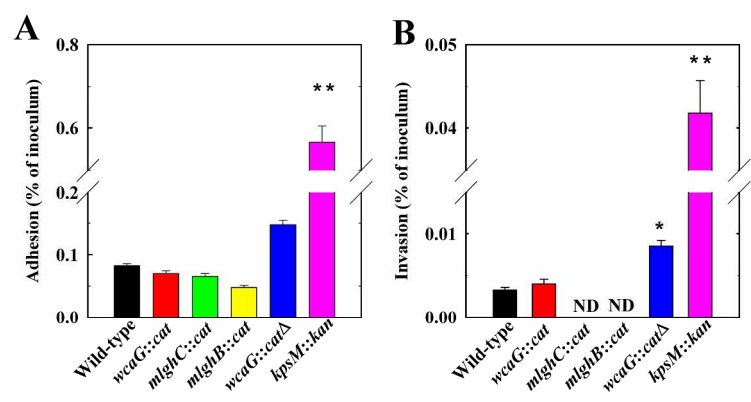 A
Adhesion (% of inoculum)
0.8
0.6
0.2
0.1
0.0
**
Wild-type
wcaG::cat
mlghC::cat
mlghB::cat
wcaG::catΔ
kpsM::kan
B
Invasion (% of inoculum)
0.05
0.04
0.01
0.00
ND
ND
*
**
Wild-type
wcaG::cat
mlghC::cat
mlghB::cat
wcaG::catΔ
kpsM::kan